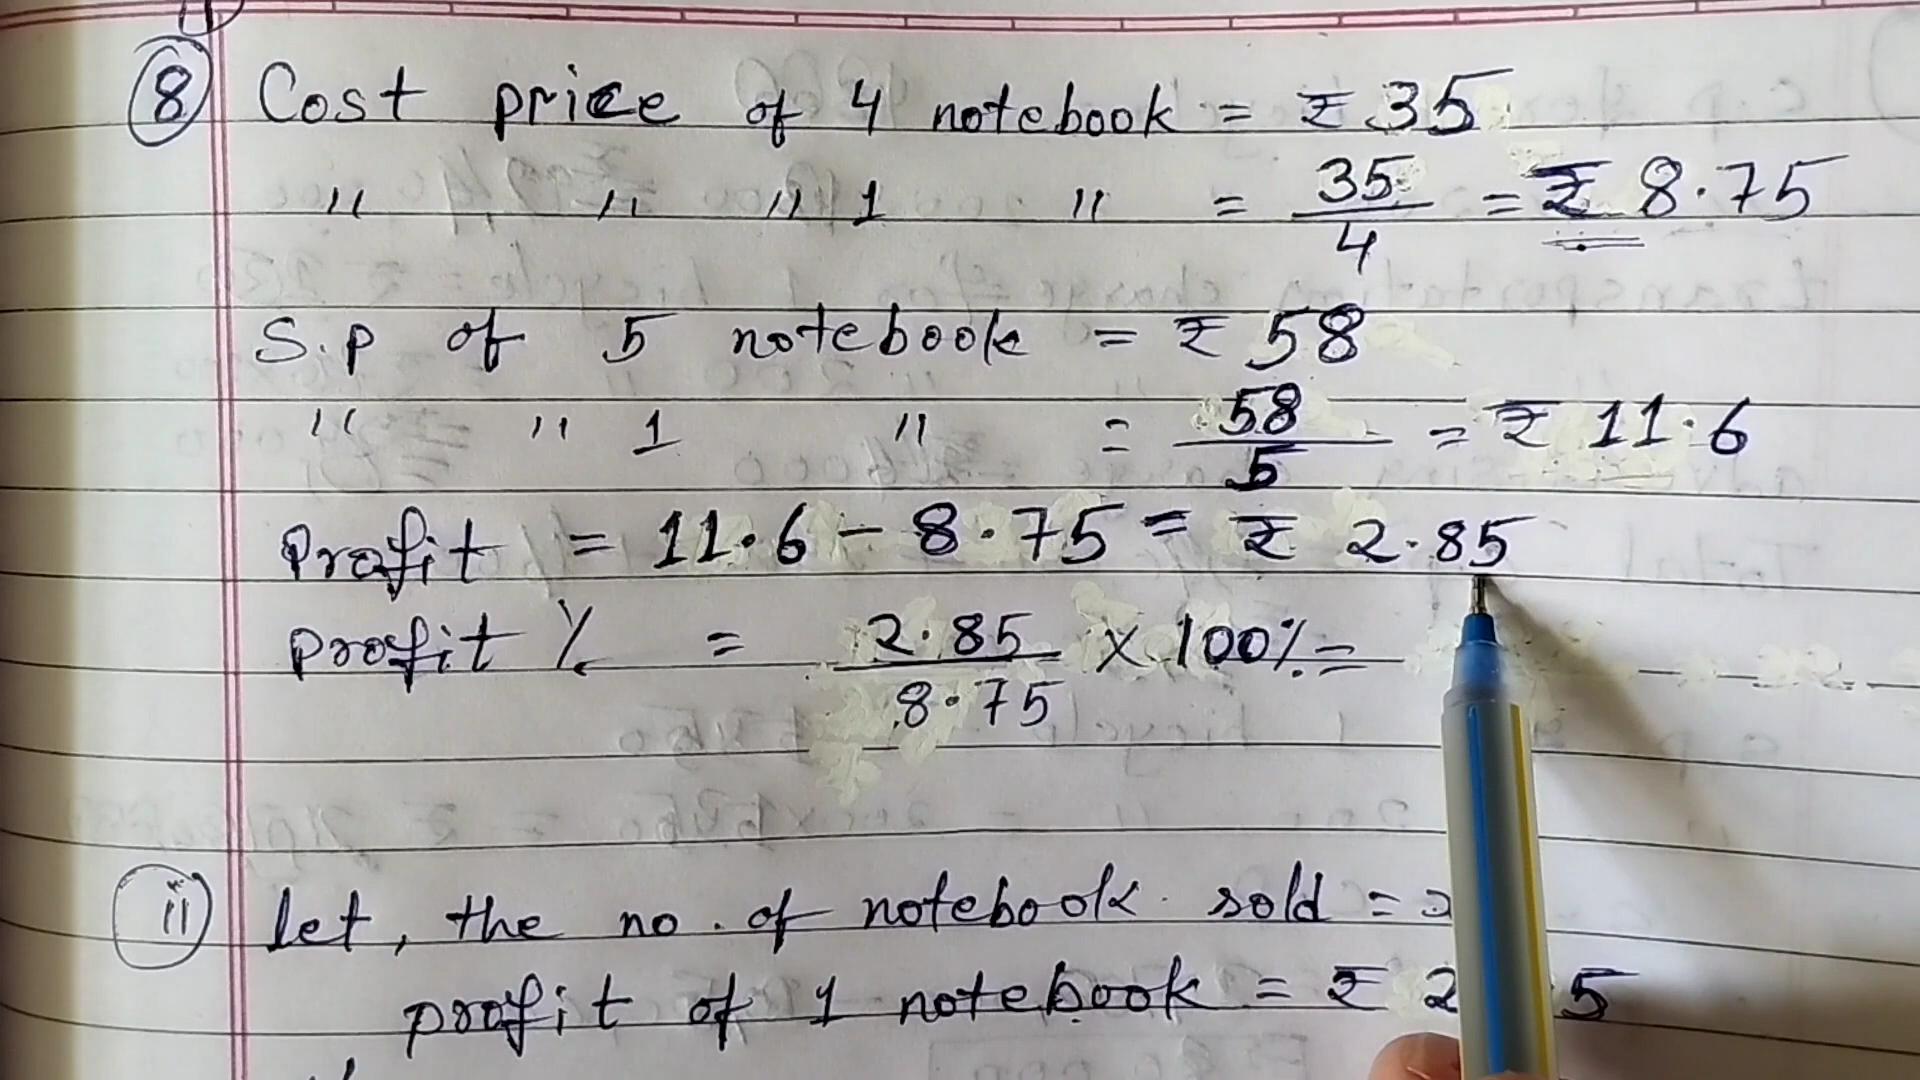 8 Cost price of 4 notebook = ₹ 35
" " " 1 " = 35/4 = ₹ 8.75
S.p of 5 notebook = ₹ 58
" " 1 " = 58/5 = ₹ 11.6
Profit = 11.6 - 8.75 = ₹ 2.85
Profit % = 2.85/8.75 x 100% =
ii let, the no. of notebook sold =
profit of 1 notebook = ₹ 2 5